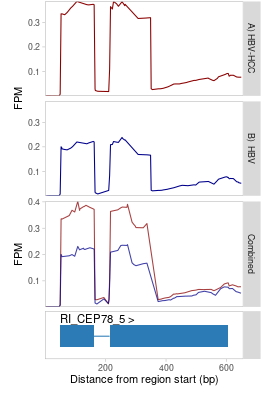 0.3
0.2
0.1
A) HBV-HCC
FPM
0.3
0.2
0.1
B) HBV
0.4
0.3
0.2
0.1
FPM
Combined
RI_CEP78_5 >
200
400
600
Distance from region start (bp)